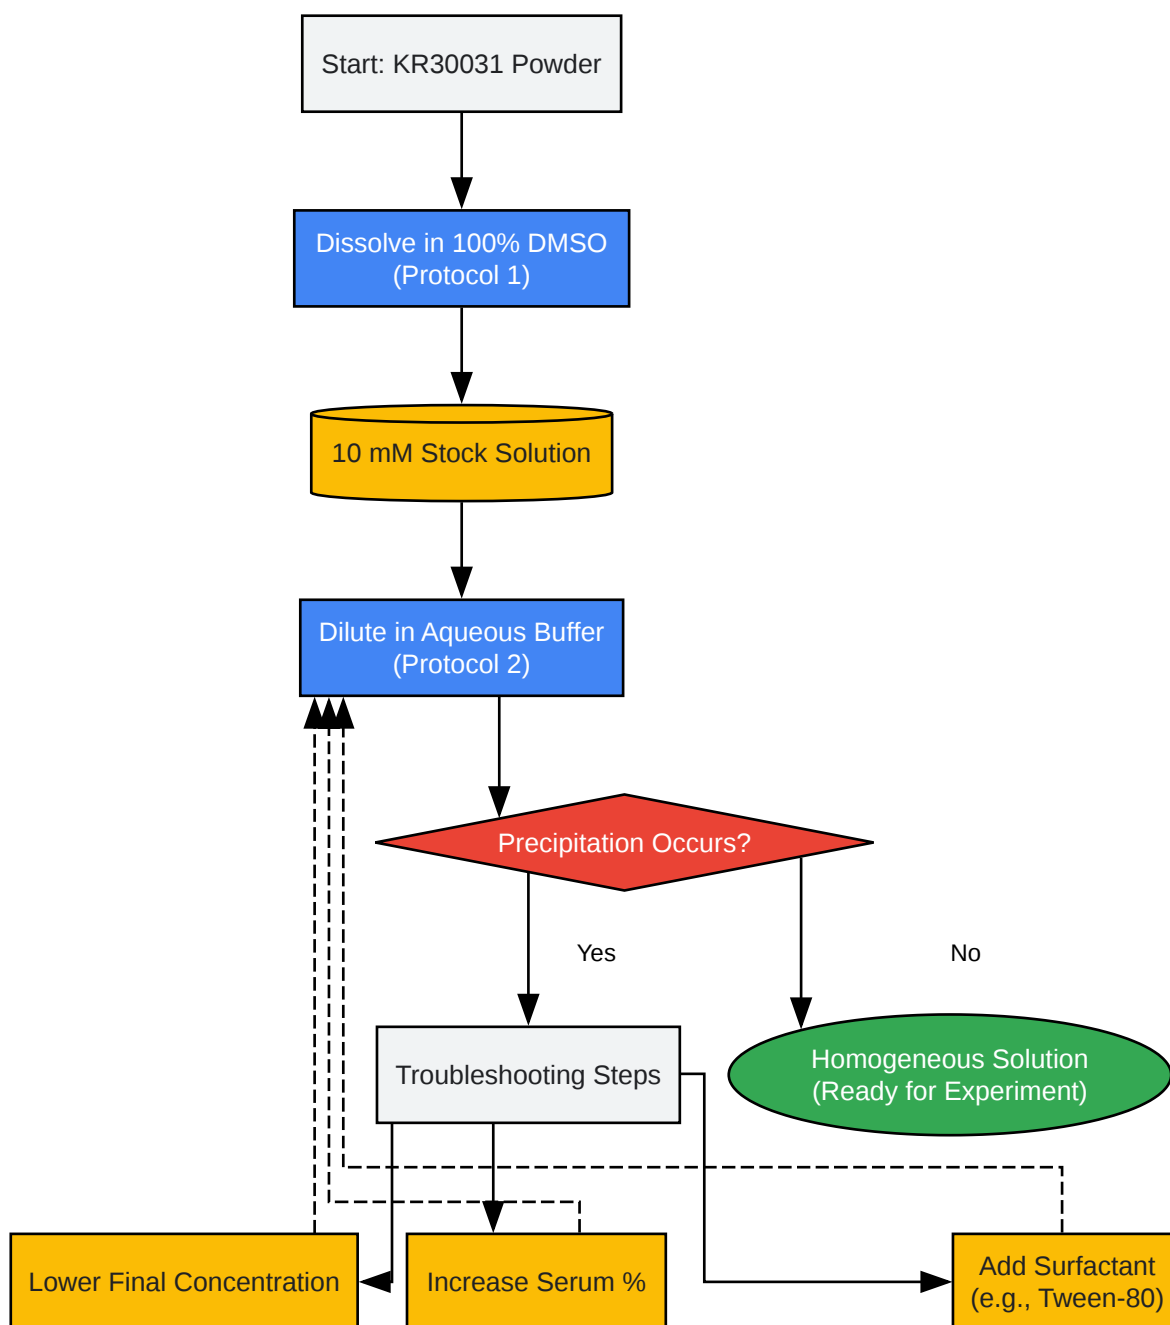 Start: KR30031 Powder
Dissolve in 100% DMSO
(Protocol 1)
10 mM Stock Solution
Dilute in Aqueous Buffer
(Protocol 2)
Precipitation Occurs?
Yes
No
Troubleshooting Steps
Homogeneous Solution
(Ready for Experiment)
Lower Final Concentration
Increase Serum %
Add Surfactant
(e.g., Tween-80)